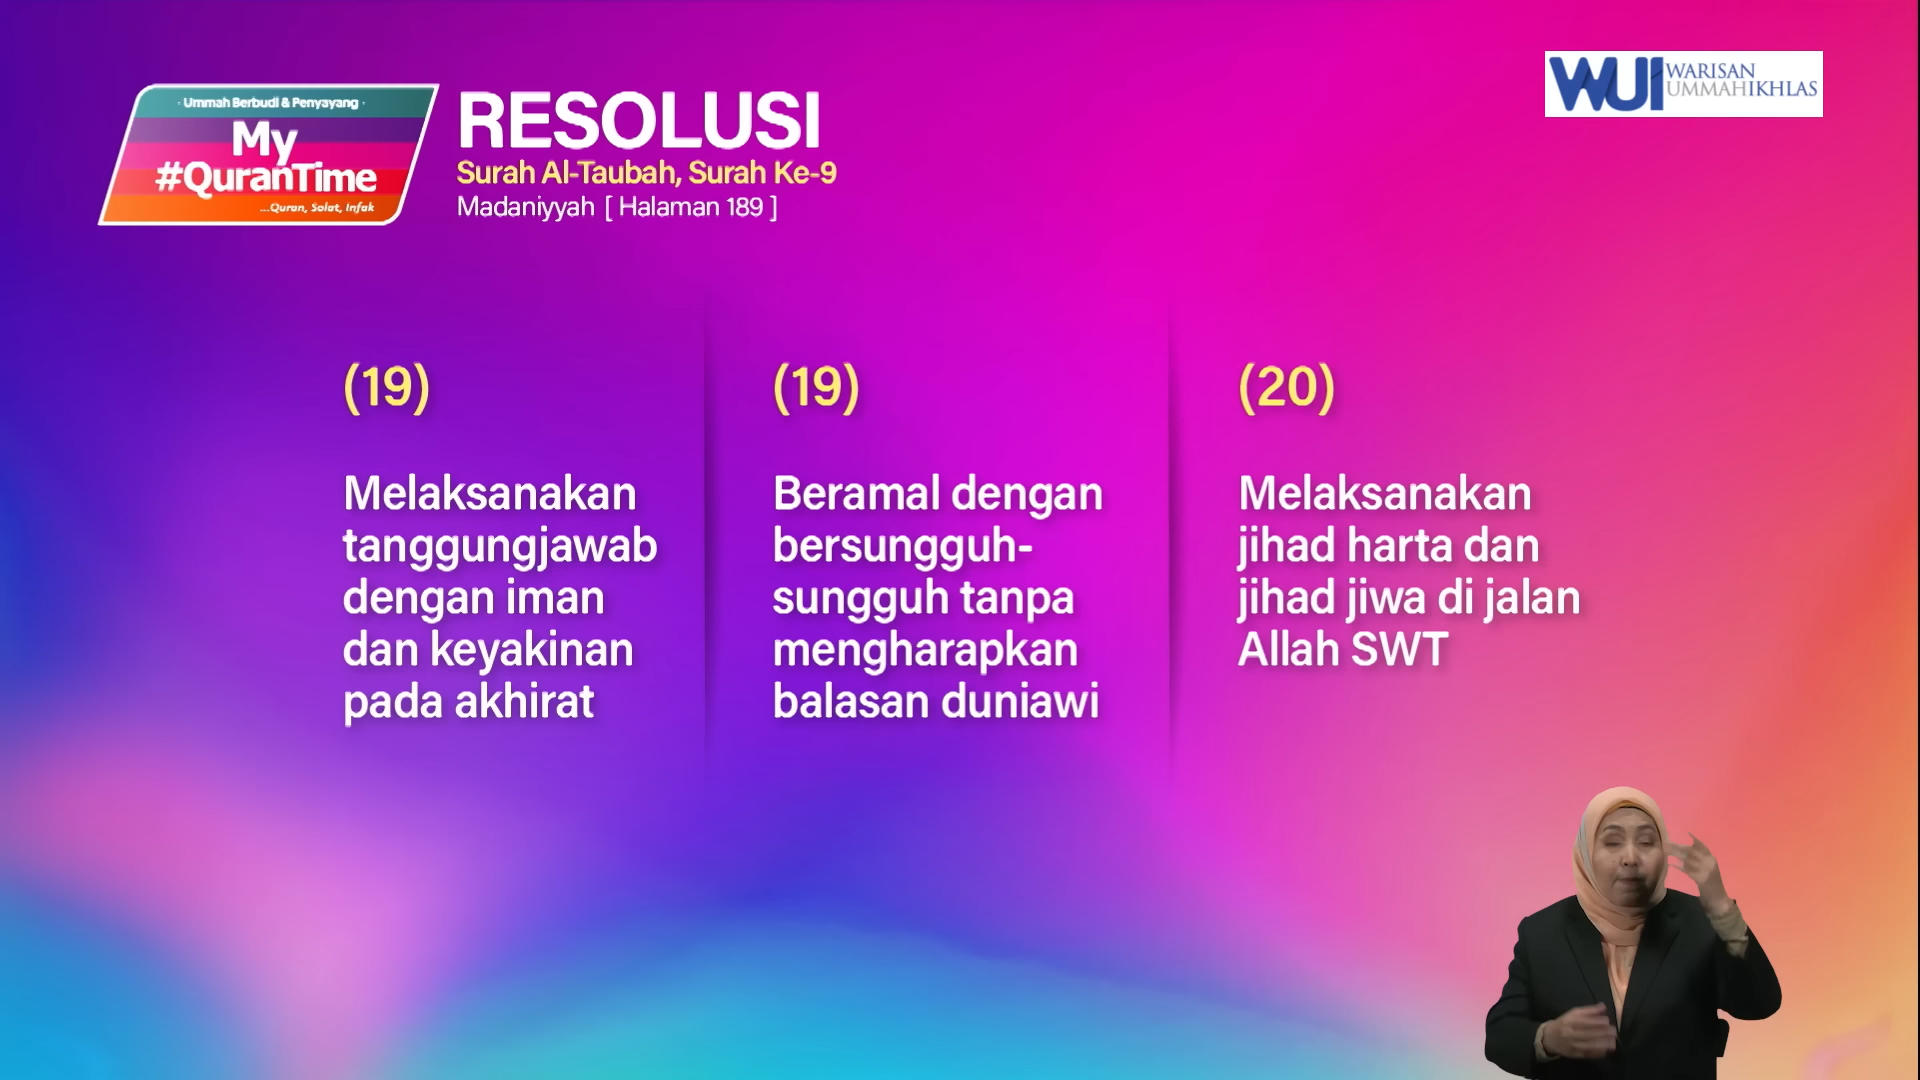 · Ummah Berbudi & Penyayang ·
My
#QuranTime
...Quran, Solat, Infak
RESOLUSI
Surah Al-Taubah, Surah Ke-9
Madaniyyah [ Halaman 189 ]
WUI WARISAN
UMMAH IKHLAS
(19)
Melaksanakan
tanggungjawab
dengan iman
dan keyakinan
pada akhirat
(19)
Beramal dengan
bersungguh-
sungguh tanpa
mengharapkan
balasan duniawi
(20)
Melaksanakan
jihad harta dan
jihad jiwa di jalan
Allah SWT